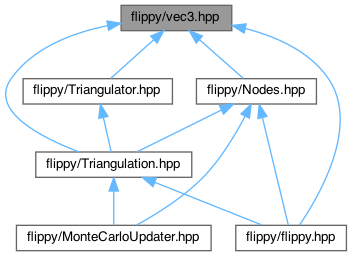 flippy/vec3.hpp
flippy/Triangulator.hpp
flippy/Nodes.hpp
flippy/Triangulation.hpp
flippy/MonteCarloUpdater.hpp
flippy/flippy.hpp